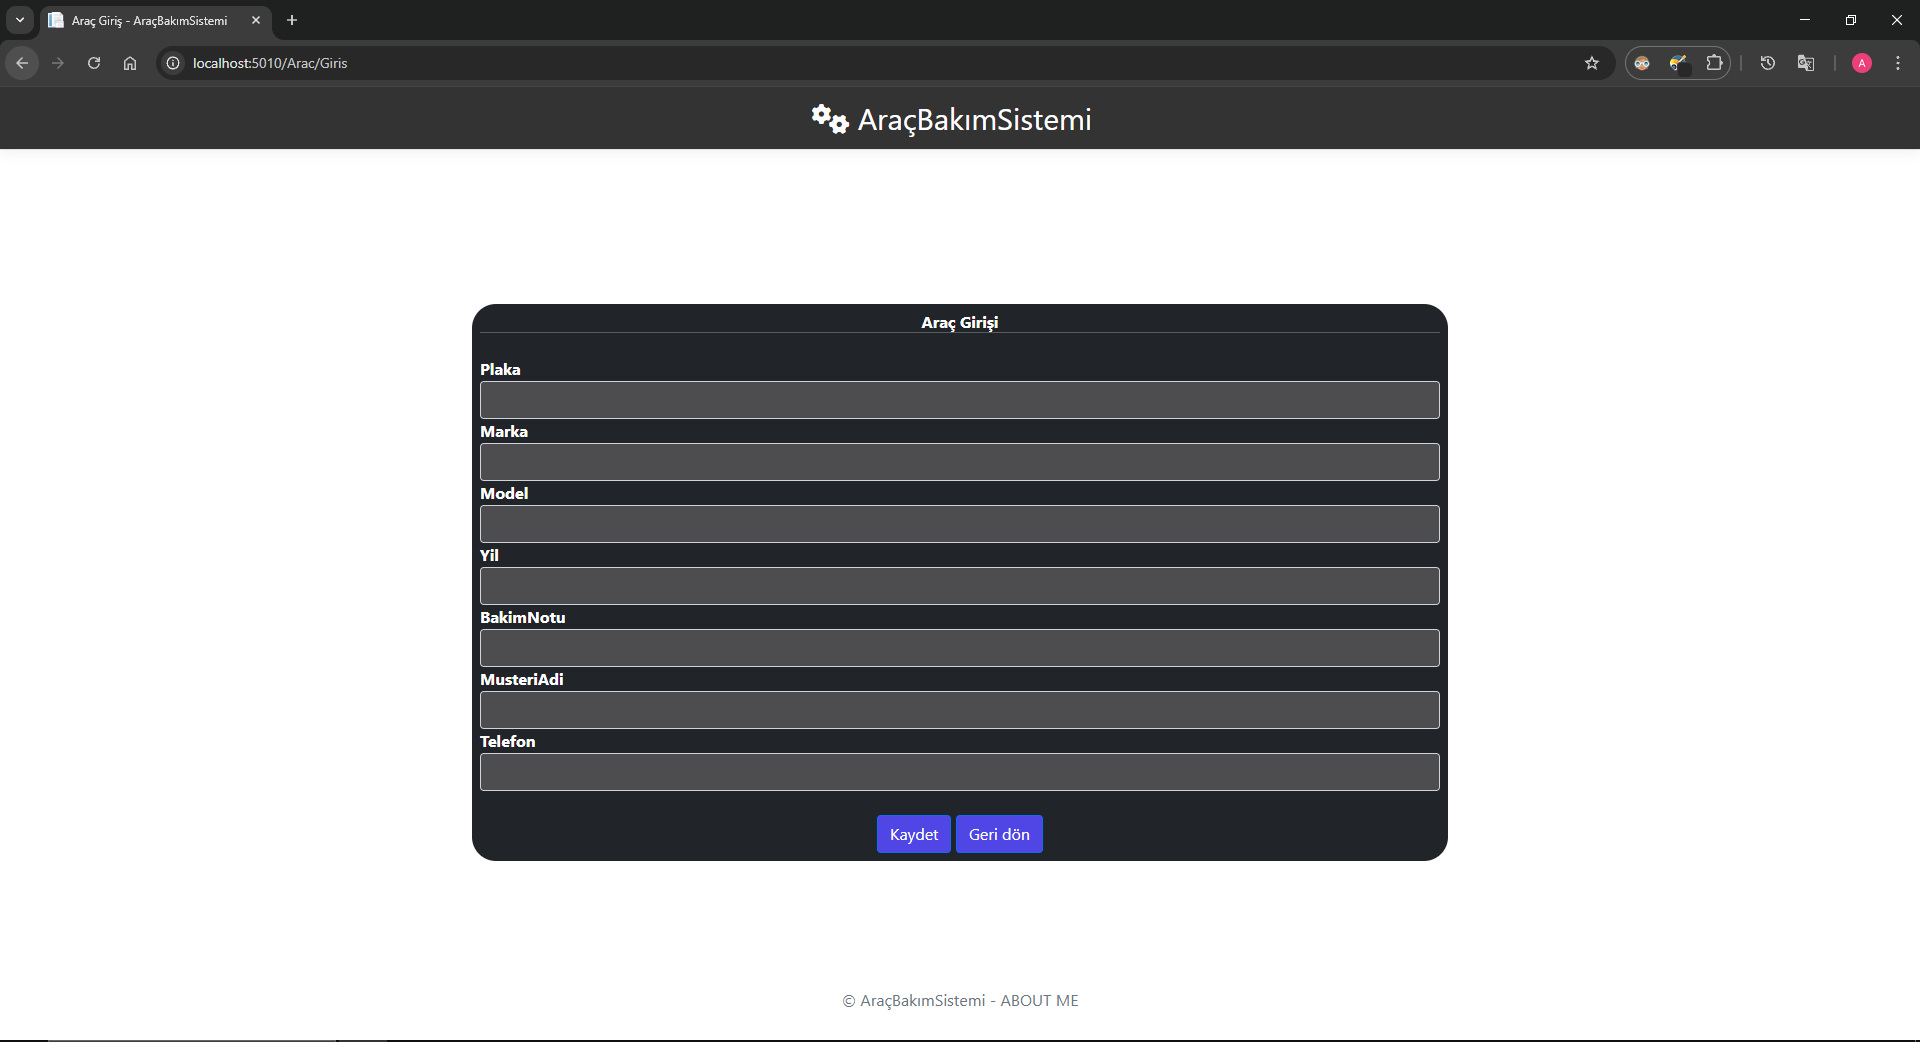 Araç Giriş - AraçBakımSistemi
localhost:5010/Arac/Giris
A
AraçBakımSistemi
Araç Girişi
Plaka
Marka
Model
Yil
BakimNotu
MusteriAdi
Telefon
Kaydet Geri dön
© AraçBakımSistemi - ABOUT ME